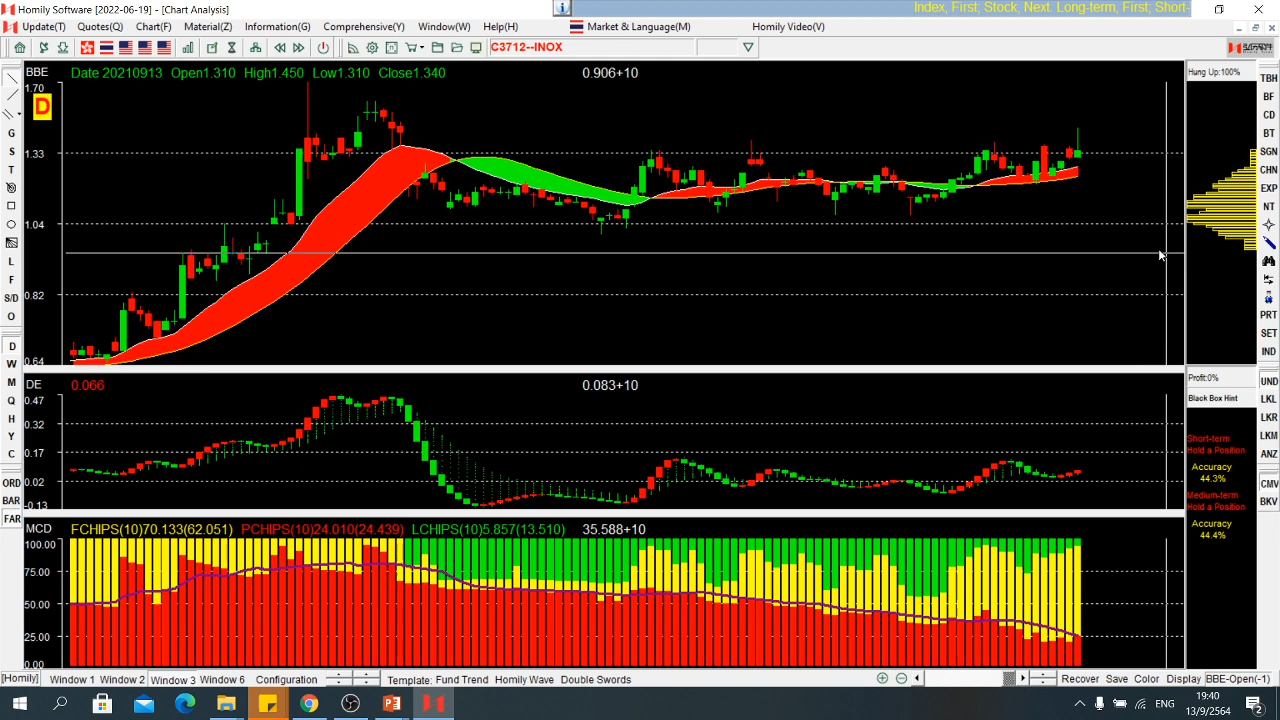 Homily Software [2022-06-19] - [Chart Analysis]
Index, First; Stock, Next. Long-term, First; Short-
Update(T) Quotes(Q) Chart(F) Material(Z) Information(G) Comprehensive(Y) Window(W) Help(H) Market & Language(M) Homily Video(V)
C3712--INOX
BBE Date 20210913 Open1.310 High1.450 Low1.310 Close1.340 0.906+10
Hung Up:100%
1.70
D
1.33
1.04
0.82
0.64
G
S
T
L
F
S/D
O
D
W
M
Q
H
Y
C
ORD
BAR
FAR
TBH
BF
CD
BT
SGN
CHN
EXP
NT
PRT
SET
IND
UND
LKL
LKR
LKM
ANZ
CMV
BKV
DE 0.066 0.083+10
0.47
0.32
0.17
0.02
-0.13
Profit:0%
Black Box Hint
Short-term
Hold a Position
Accuracy
44.3%
Medium-term
Hold a Position
Accuracy
44.4%
MCD FCHIPS(10)70.133(62.051) PCHIPS(10)24.010(24.439) LCHIPS(10)5.857(13.510) 35.588+10
100.00
75.00
50.00
25.00
0.00
[Homily] Window 1 Window 2 Window 3 Window 6 Configuration Template: Fund Trend Homily Wave Double Swords Recover Save Color Display BBE-Open(-1)
ENG
19:40
13/9/2564
2